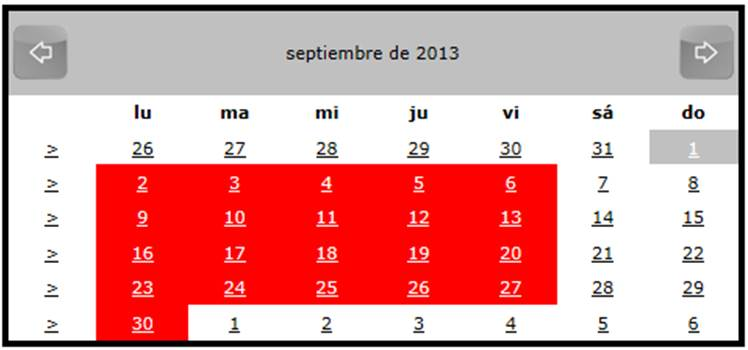 septiembre de 2013
lu ma mi ju vi sá do
> 26 27 28 29 30 31 1
> 2 3 4 5 6 7 8
> 9 10 11 12 13 14 15
> 16 17 18 19 20 21 22
> 23 24 25 26 27 28 29
> 30 1 2 3 4 5 6